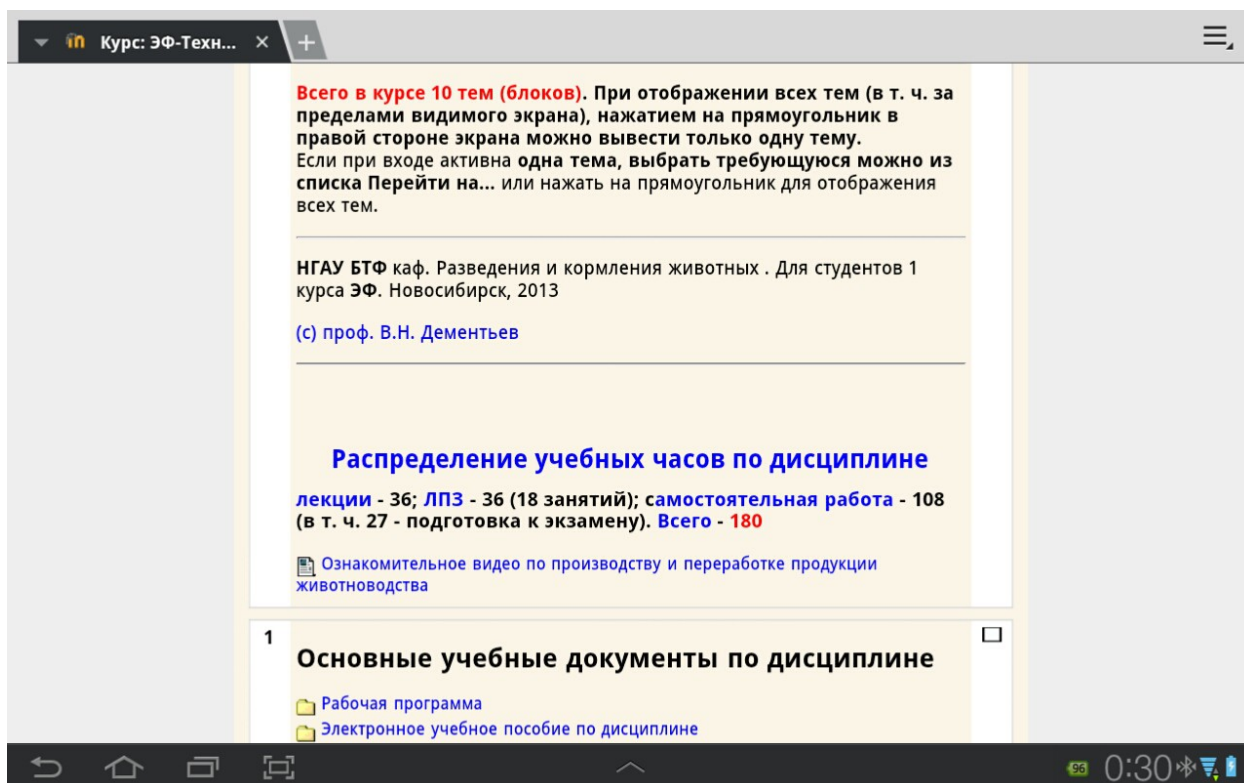 Курс: ЭФ-Техн...
Всего в курсе 10 тем (блоков). При отображении всех тем (в т. ч. за
пределами видимого экрана), нажатием на прямоугольник в
правой стороне экрана можно вывести только одну тему.
Если при входе активна одна тема, выбрать требующуюся можно из
списка Перейти на... или нажать на прямоугольник для отображения
всех тем.
НГАУ БТФ каф. Разведения и кормления животных . Для студентов 1
курса ЭФ. Новосибирск, 2013
(с) проф. В.Н. Дементьев
Распределение учебных часов по дисциплине
лекции - 36; ЛПЗ - 36 (18 занятий); самостоятельная работа - 108
(в т. ч. 27 - подготовка к экзамену). Всего - 180
Ознакомительное видео по производству и переработке продукции
животноводства
1
Основные учебные документы по дисциплине
Рабочая программа
Электронное учебное пособие по дисциплине
96 0:30